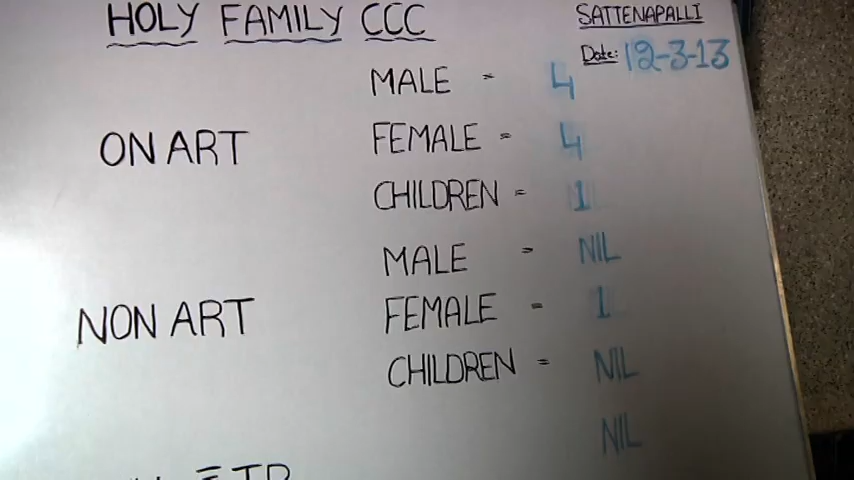 HOLY FAMILY CCC
SATTENAPALLI
Date: 12-3-13
ON ART
MALE = 4
FEMALE = 4
CHILDREN = 1
NON ART
MALE = NIL
FEMALE = 1
CHILDREN = NIL
NIL